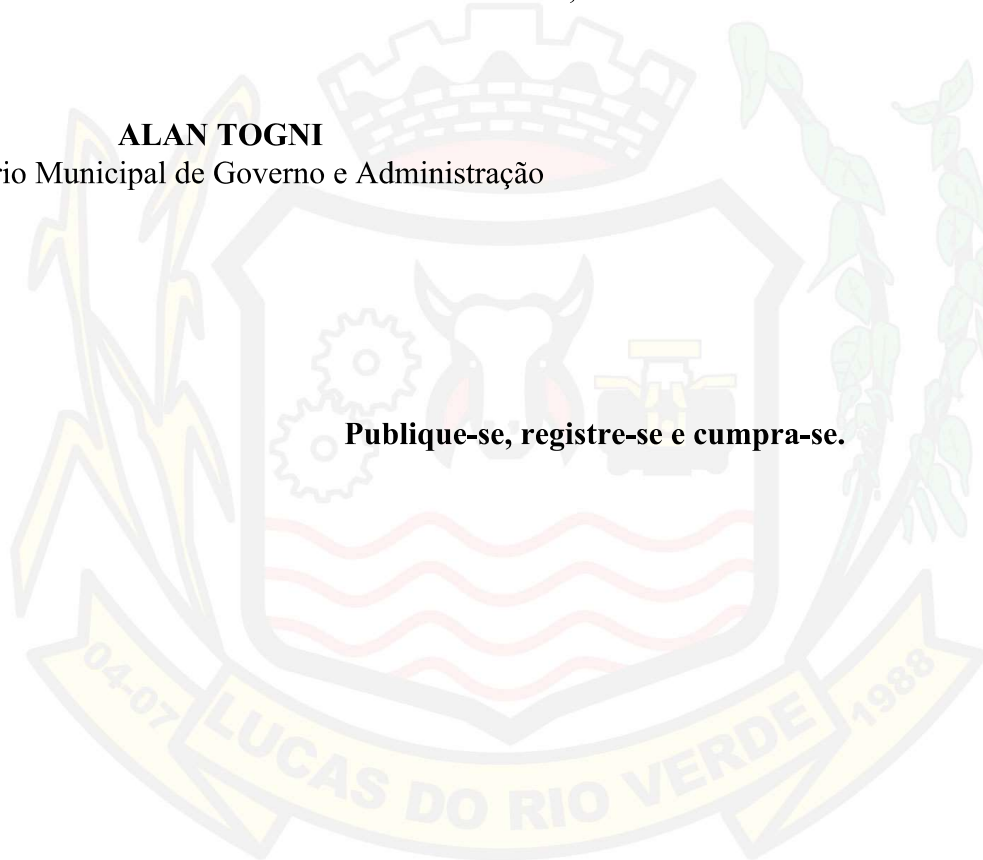 ALAN TOGNI
rio Municipal de Governo e Administração
Publique-se, registre-se e cumpra-se.
04-07
LUCAS DO RIO VERDE
1988